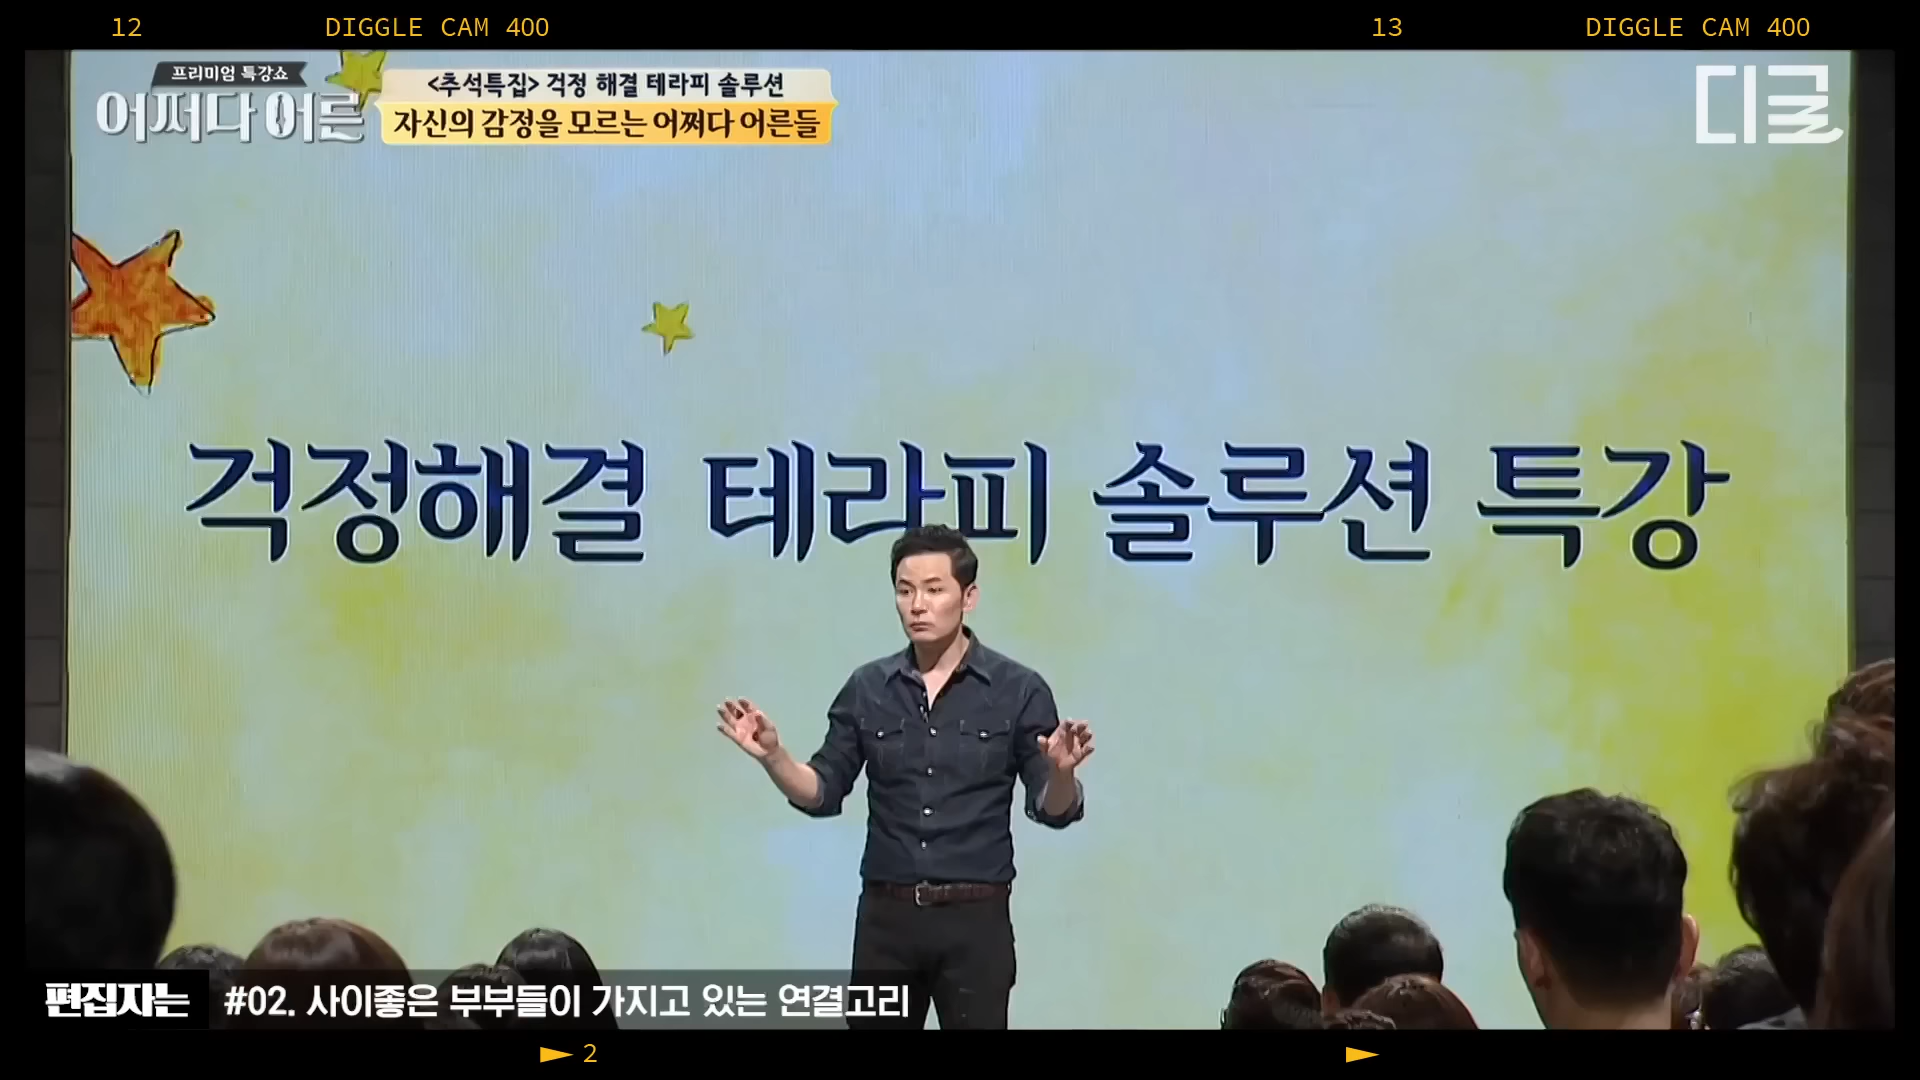 12
DIGGLE CAM 400
13
DIGGLE CAM 400
프리미엄 특강쇼
어쩌다 어른
<추석특집> 걱정 해결 테라피 솔루션
자신의 감정을 모르는 어쩌다 어른들
디글
걱정해결 테라피 솔루션 특강
편집자는
#02. 사이좋은 부부들이 가지고 있는 연결고리
2